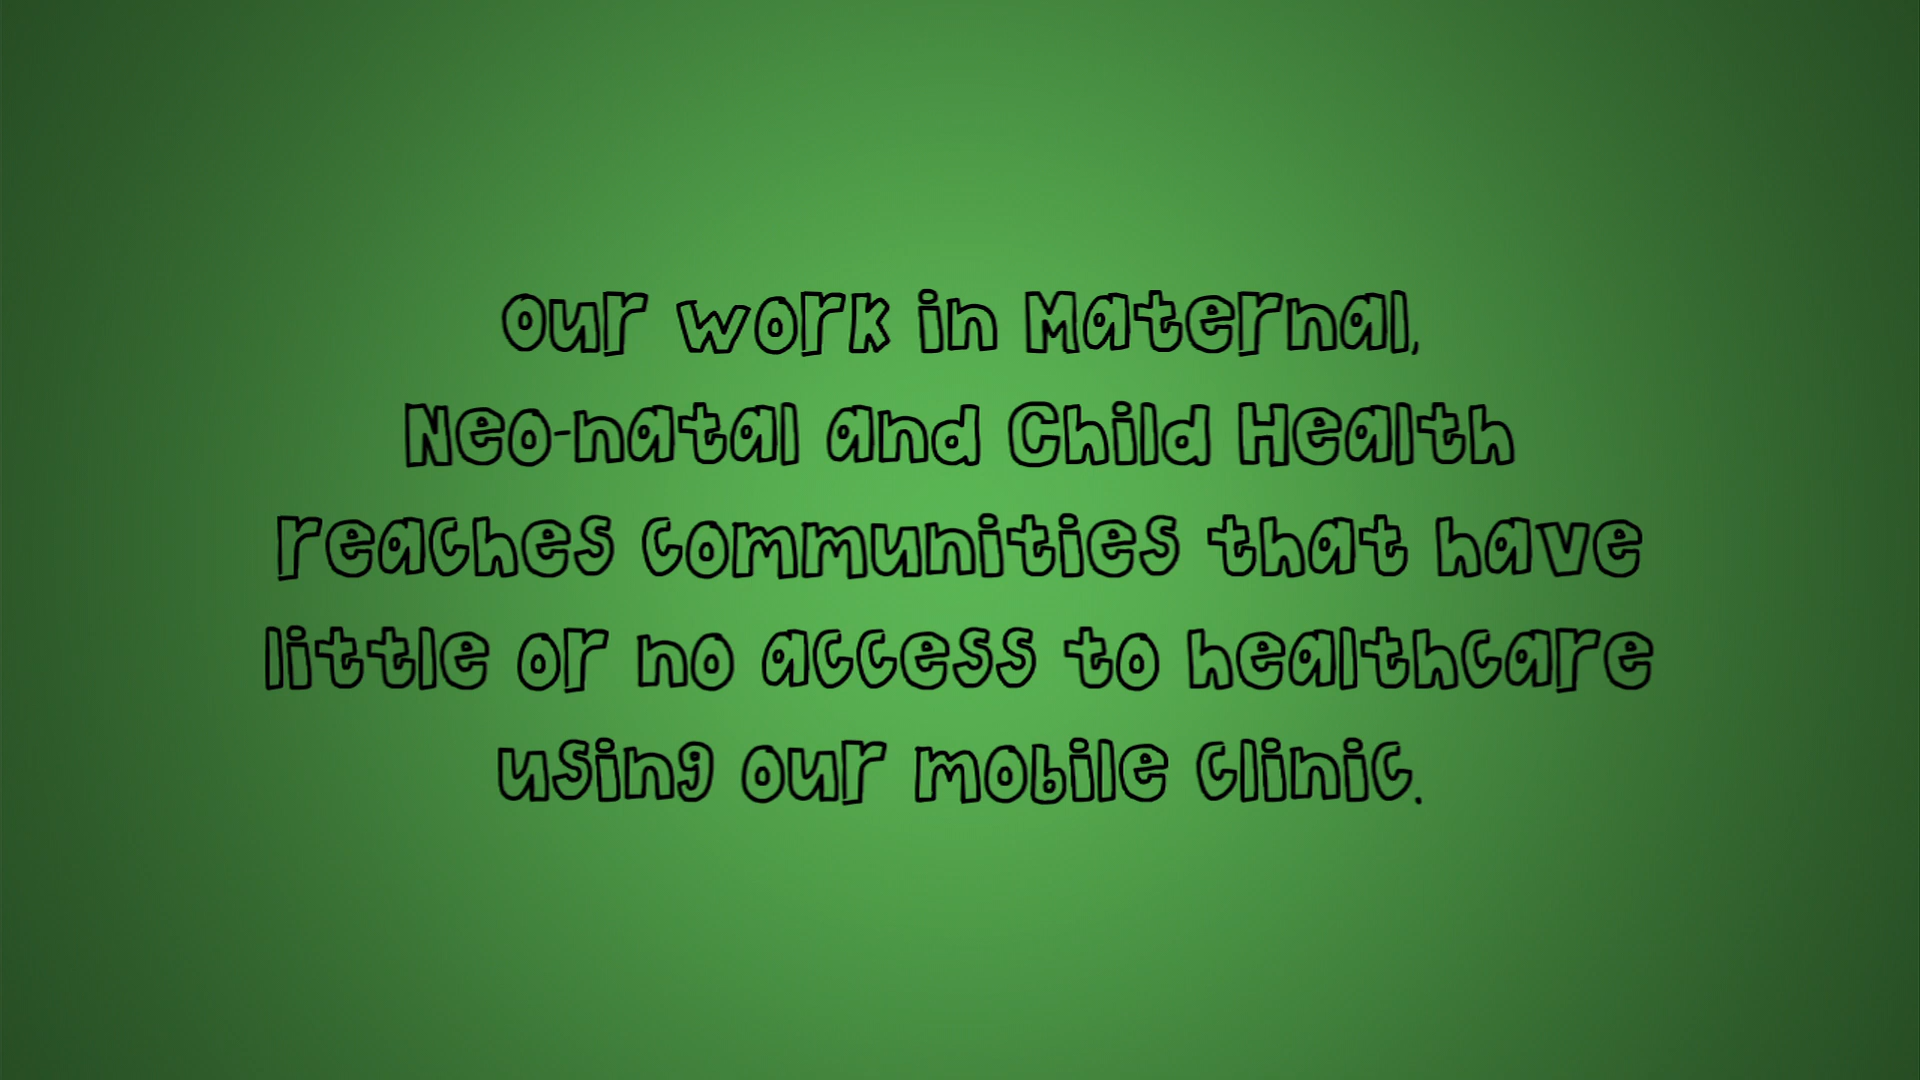 Our work in Maternal,
Neo-natal and Child Health
reaches communities that have
little or no access to healthcare
using our mobile clinic.